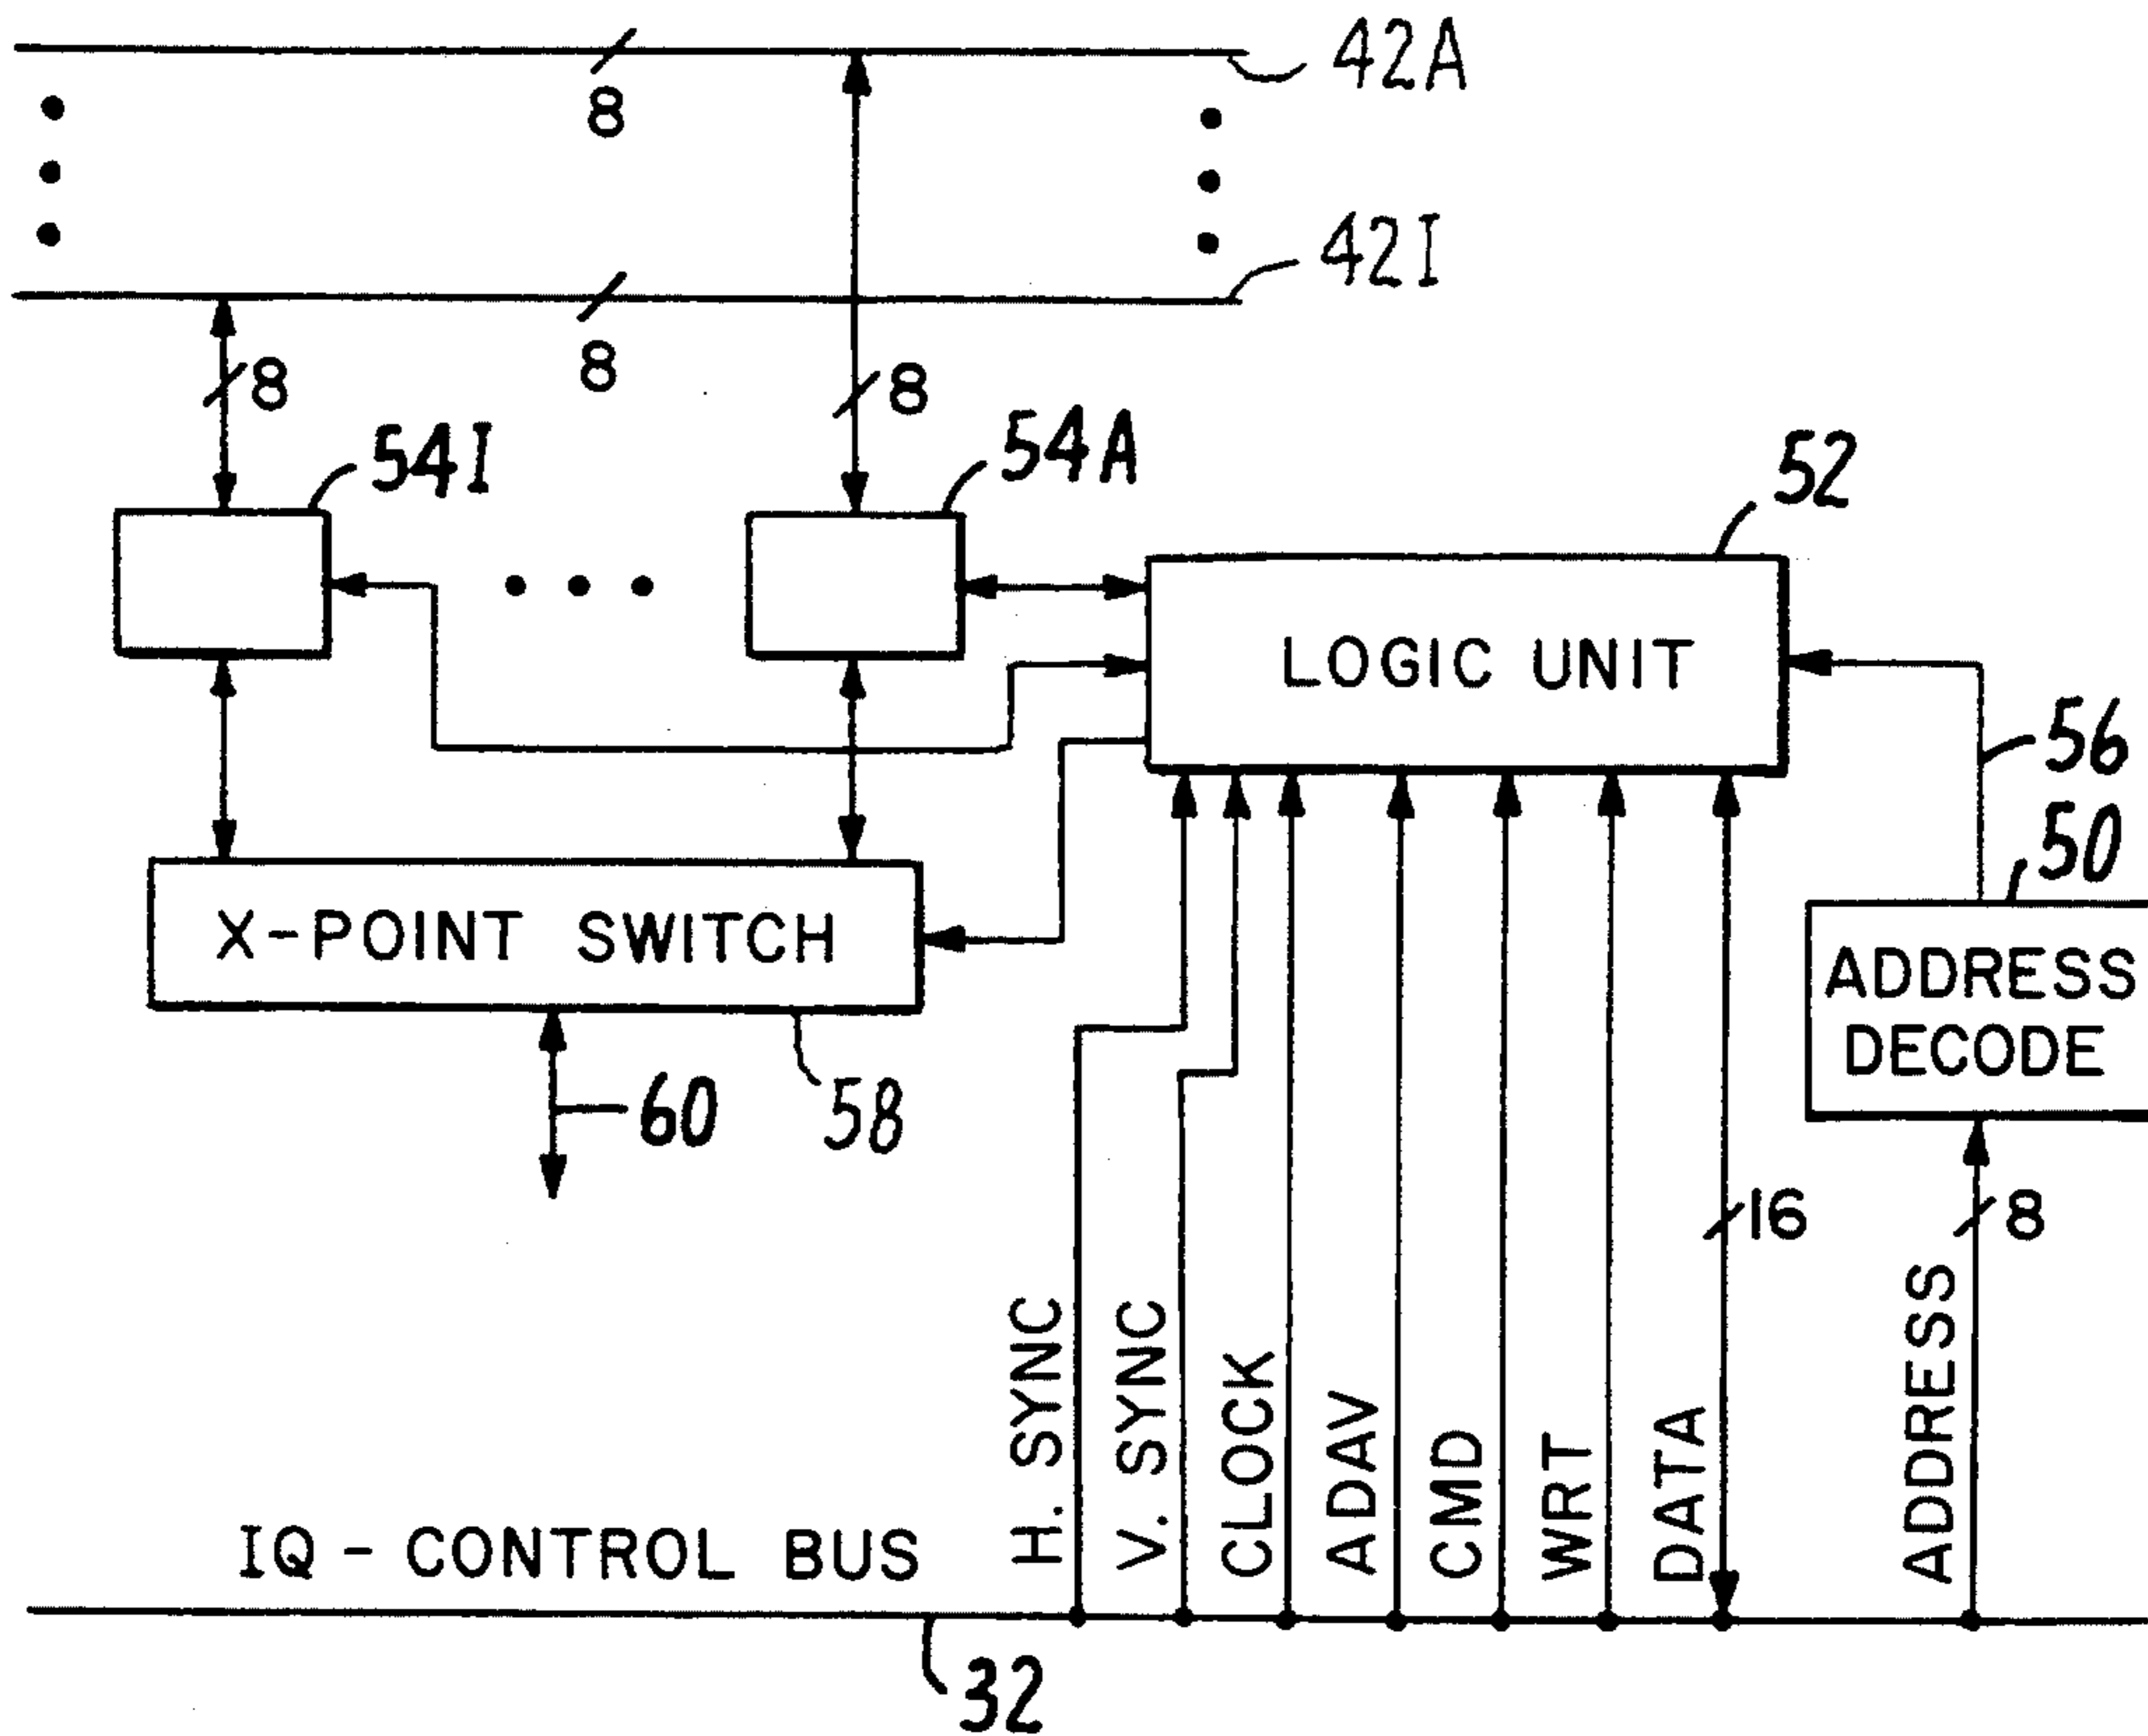 42A
8
42I
8
8
8
54I
54A
52
LOGIC UNIT
56
50
X-POINT SWITCH
ADDRESS
DECODE
60
58
16
8
H. SYNC
V. SYNC
CLOCK
ADAV
CMD
WRT
DATA
ADDRESS
IQ - CONTROL BUS
32